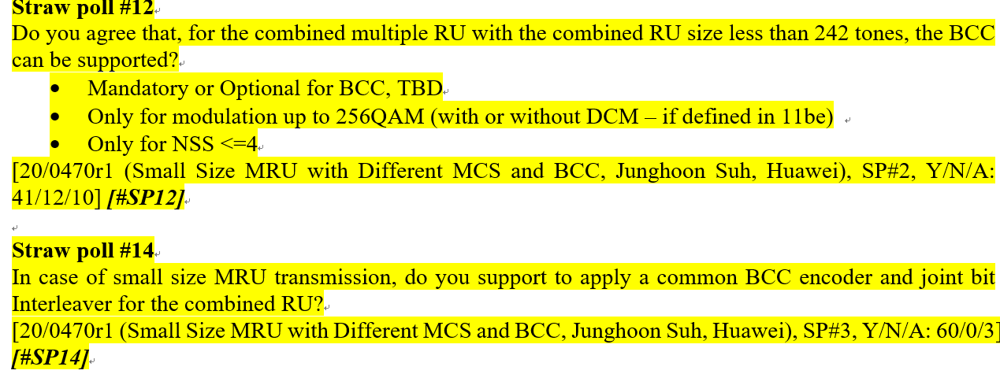 Straw poll #12
Do you agree that, for the combined multiple RU with the combined RU size less than 242 tones, the BCC
can be supported?
• Mandatory or Optional for BCC, TBD
• Only for modulation up to 256QAM (with or without DCM – if defined in 11be)
• Only for NSS <=4
[20/0470r1 (Small Size MRU with Different MCS and BCC, Junghoon Suh, Huawei), SP#2, Y/N/A:
41/12/10] [#SP12]
Straw poll #14
In case of small size MRU transmission, do you support to apply a common BCC encoder and joint bit
Interleaver for the combined RU?
[20/0470r1 (Small Size MRU with Different MCS and BCC, Junghoon Suh, Huawei), SP#3, Y/N/A: 60/0/3]
[#SP14]